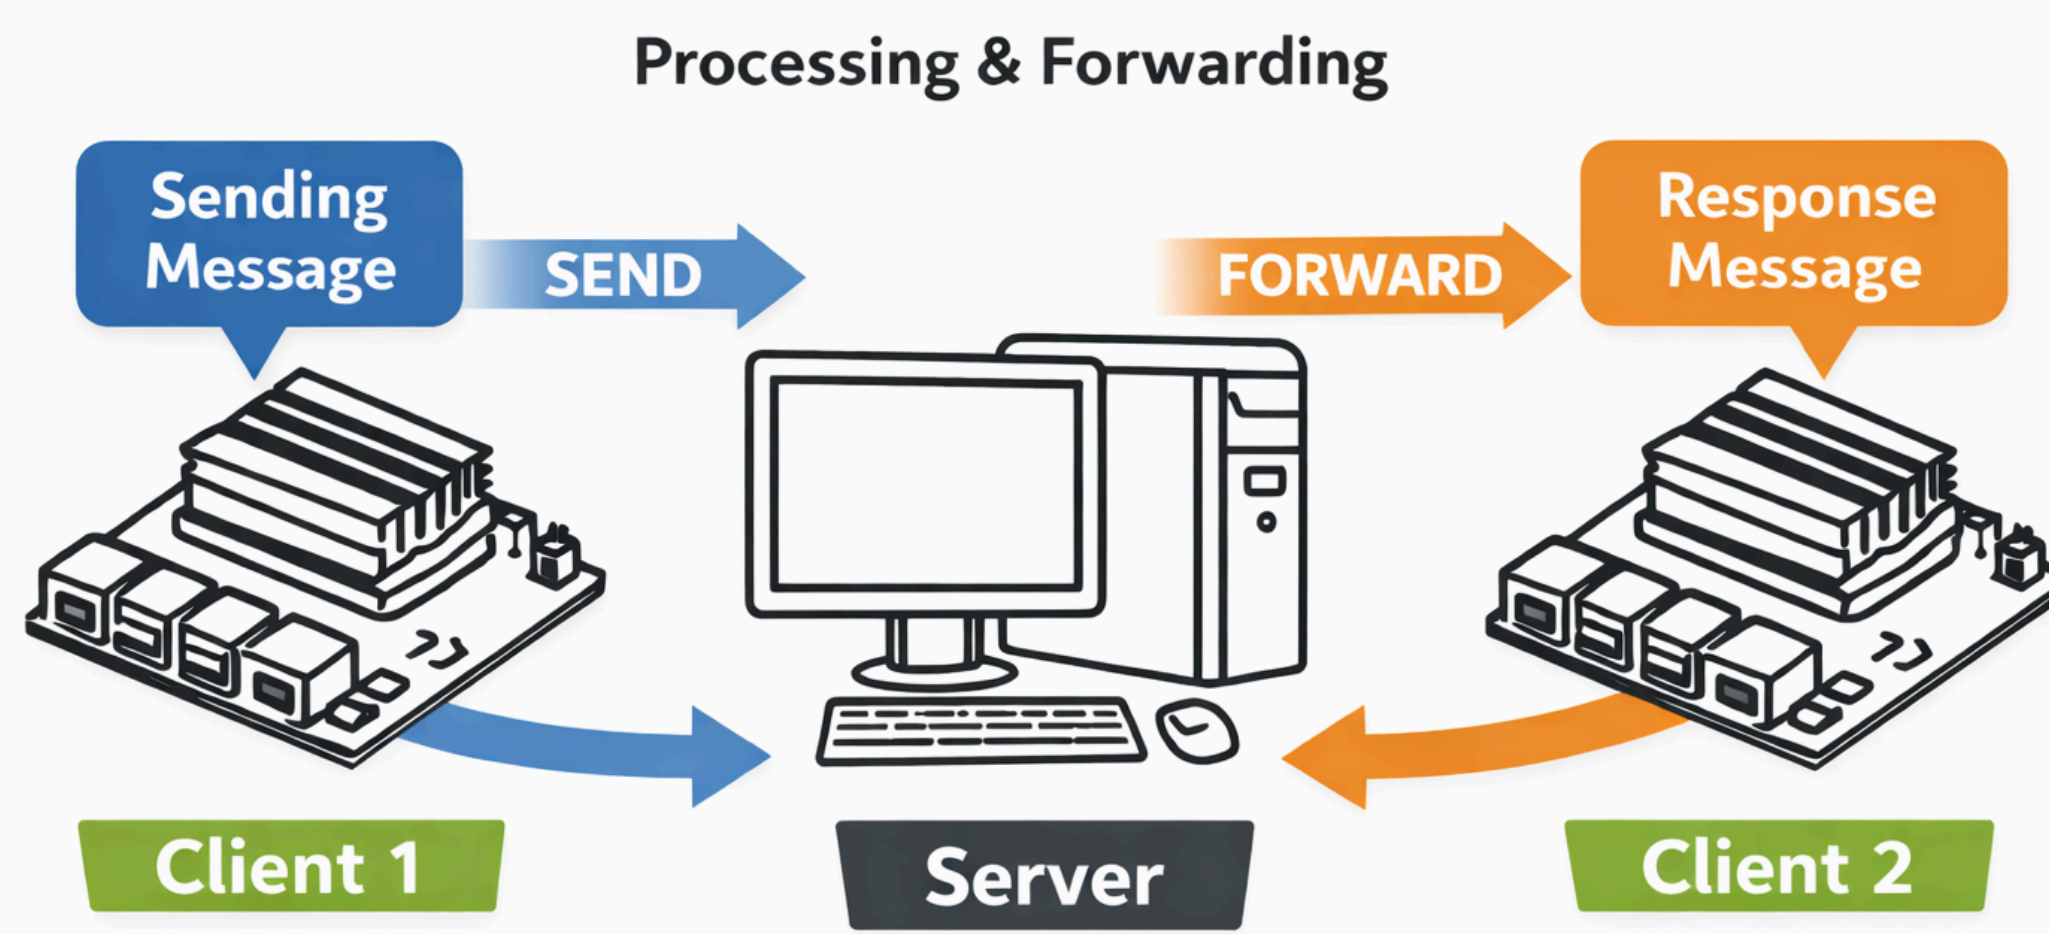 Processing & Forwarding
Sending
Message
SEND
FORWARD
Response
Message
Client 1
Server
Client 2